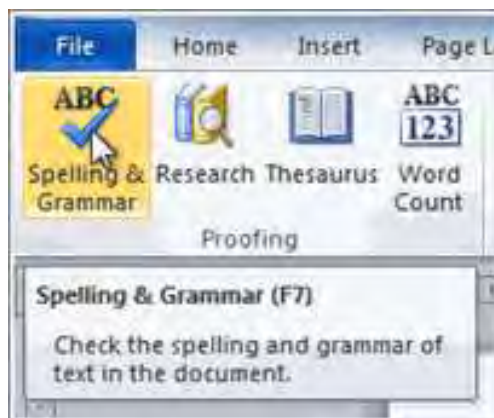 File Home Insert Page L
ABC ABC
123
Spelling & Research Thesaurus Word
Grammar Count
Proofing
Spelling & Grammar (F7)
Check the spelling and grammar of
text in the document.